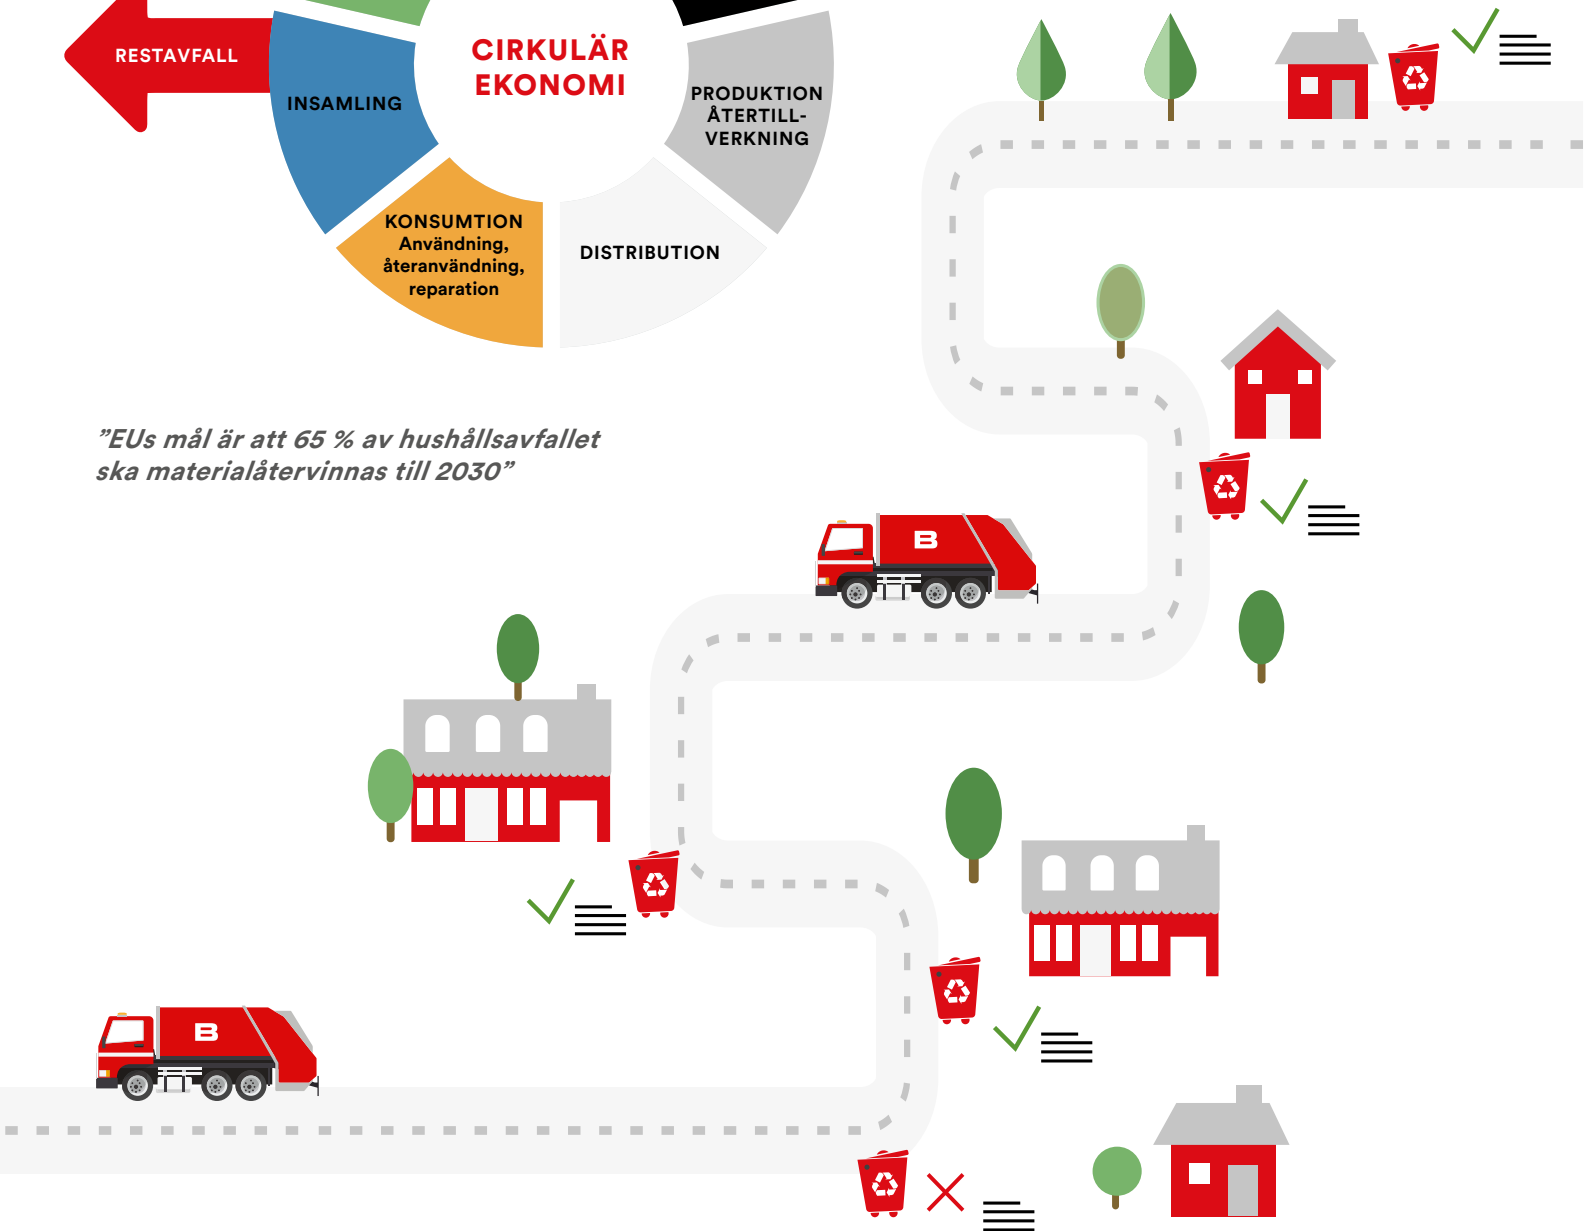 RESTAVFALL
CIRKULÄR
EKONOMI
INSAMLING
PRODUKTION
ÅTERTILL-
VERKNING
KONSUMTION
Användning,
återanvändning,
reparation
DISTRIBUTION
”EUs mål är att 65 % av hushållsavfallet
ska materialåtervinnas till 2030”
B
B